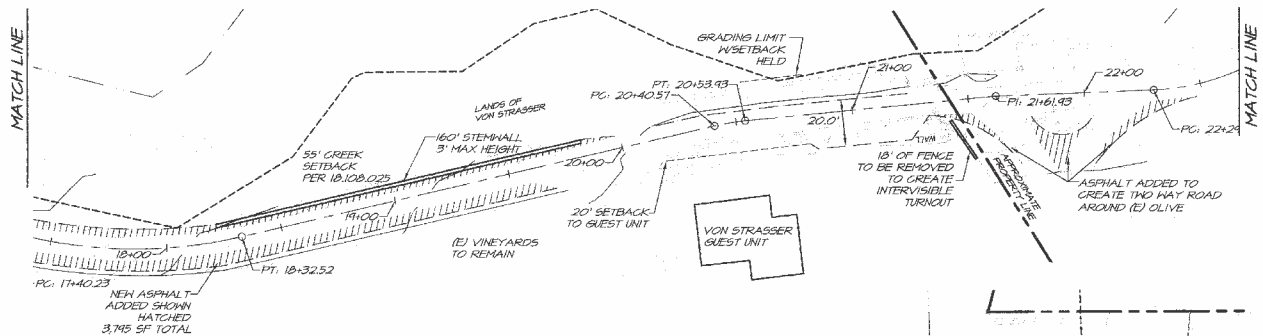 MATCH LINE
55' CREEK
SETBACK
PER 18.108.025
160' STEMWALL
3' MAX HEIGHT
LANDS OF
VON STRASSER
GRADING LIMIT
W/SETBACK
HELD
PT: 20+53.93
PC: 20+40.57
21+00
22+00
PI: 21+61.93
PC: 22+29
MATCH LINE
20.0'
WALL
20+00
19+00
18+00
PC: 17+40.23
PT: 18+32.52
NEW ASPHALT
ADDED SHOWN
HATCHED
3,795 SF TOTAL
(E) VINEYARDS
TO REMAIN
20' SETBACK
TO GUEST UNIT
VON STRASSER
GUEST UNIT
18' OF FENCE
TO BE REMOVED
TO CREATE
INTERVISIBLE
TURNOUT
APPROXIMATE
PROPERTY LINE
ASPHALT ADDED TO
CREATE TWO WAY ROAD
AROUND (E) OLIVE